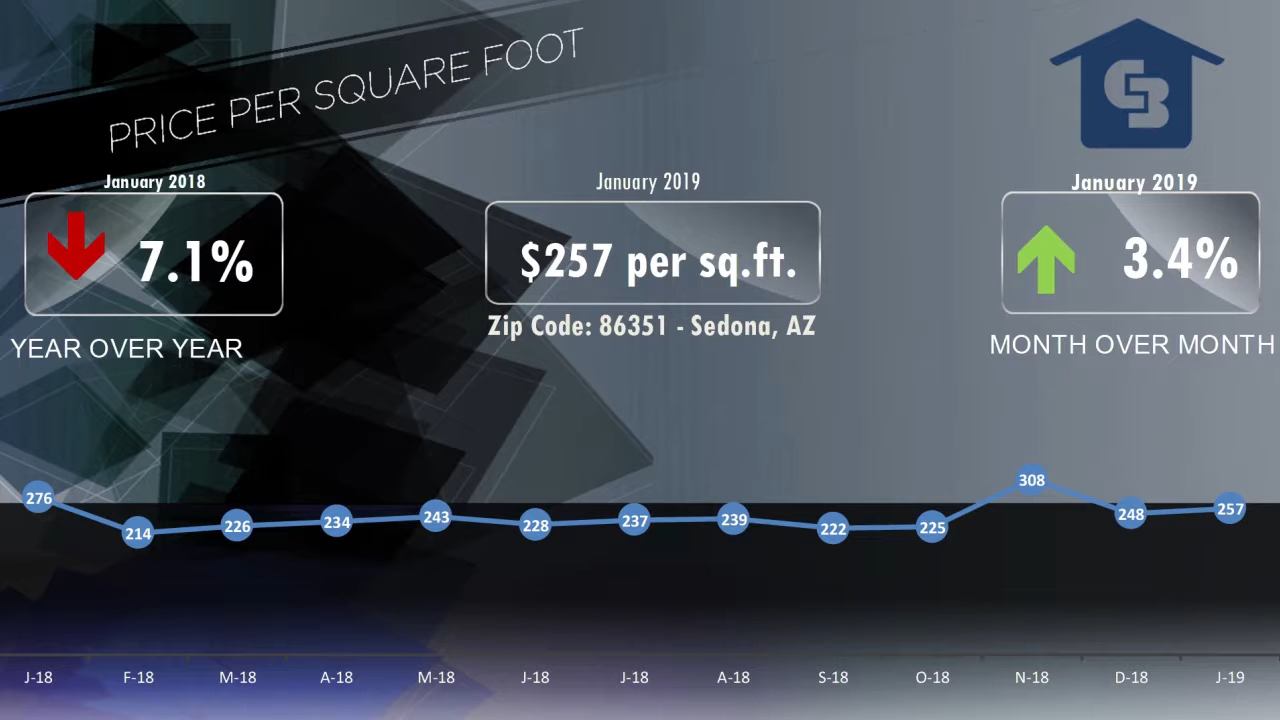 PRICE PER SQUARE FOOT
CB
January 2018
7.1%
YEAR OVER YEAR
January 2019
$257 per sq.ft.
Zip Code: 86351 - Sedona, AZ
January 2019
3.4%
MONTH OVER MONTH
276 214 226 234 243 228 237 239 222 225 308 248 257
J-18 F-18 M-18 A-18 M-18 J-18 J-18 A-18 S-18 O-18 N-18 D-18 J-19